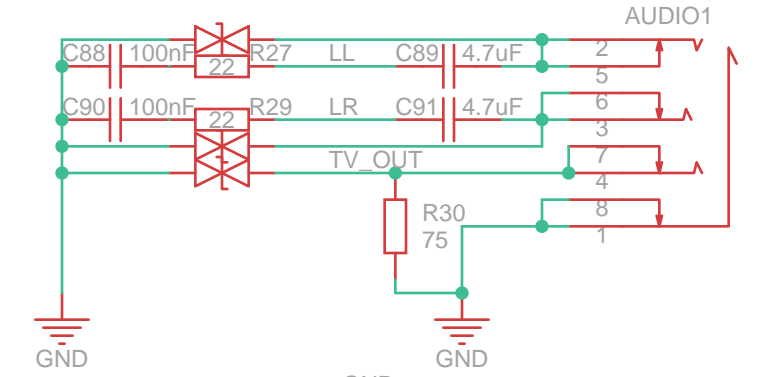 AUDIO1
C88 100nF R27 LL C89 4.7uF 2
22
5
C90 100nF R29 LR C91 4.7uF 6
22
3
TV_OUT 7
4
R30 8
75 1
GND GND